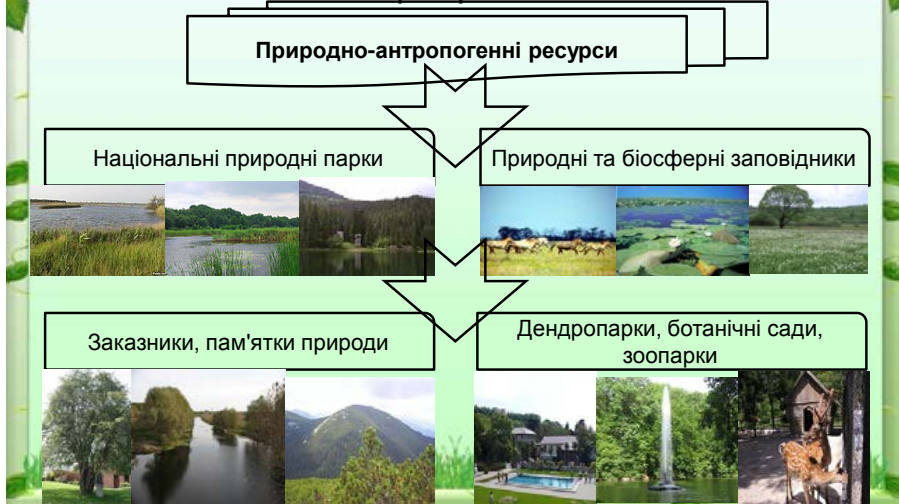 Природно-антропогенні ресурси
Національні природні парки
Природні та біосферні заповідники
Заказники, пам'ятки природи
Дендропарки, ботанічні сади,
зоопарки